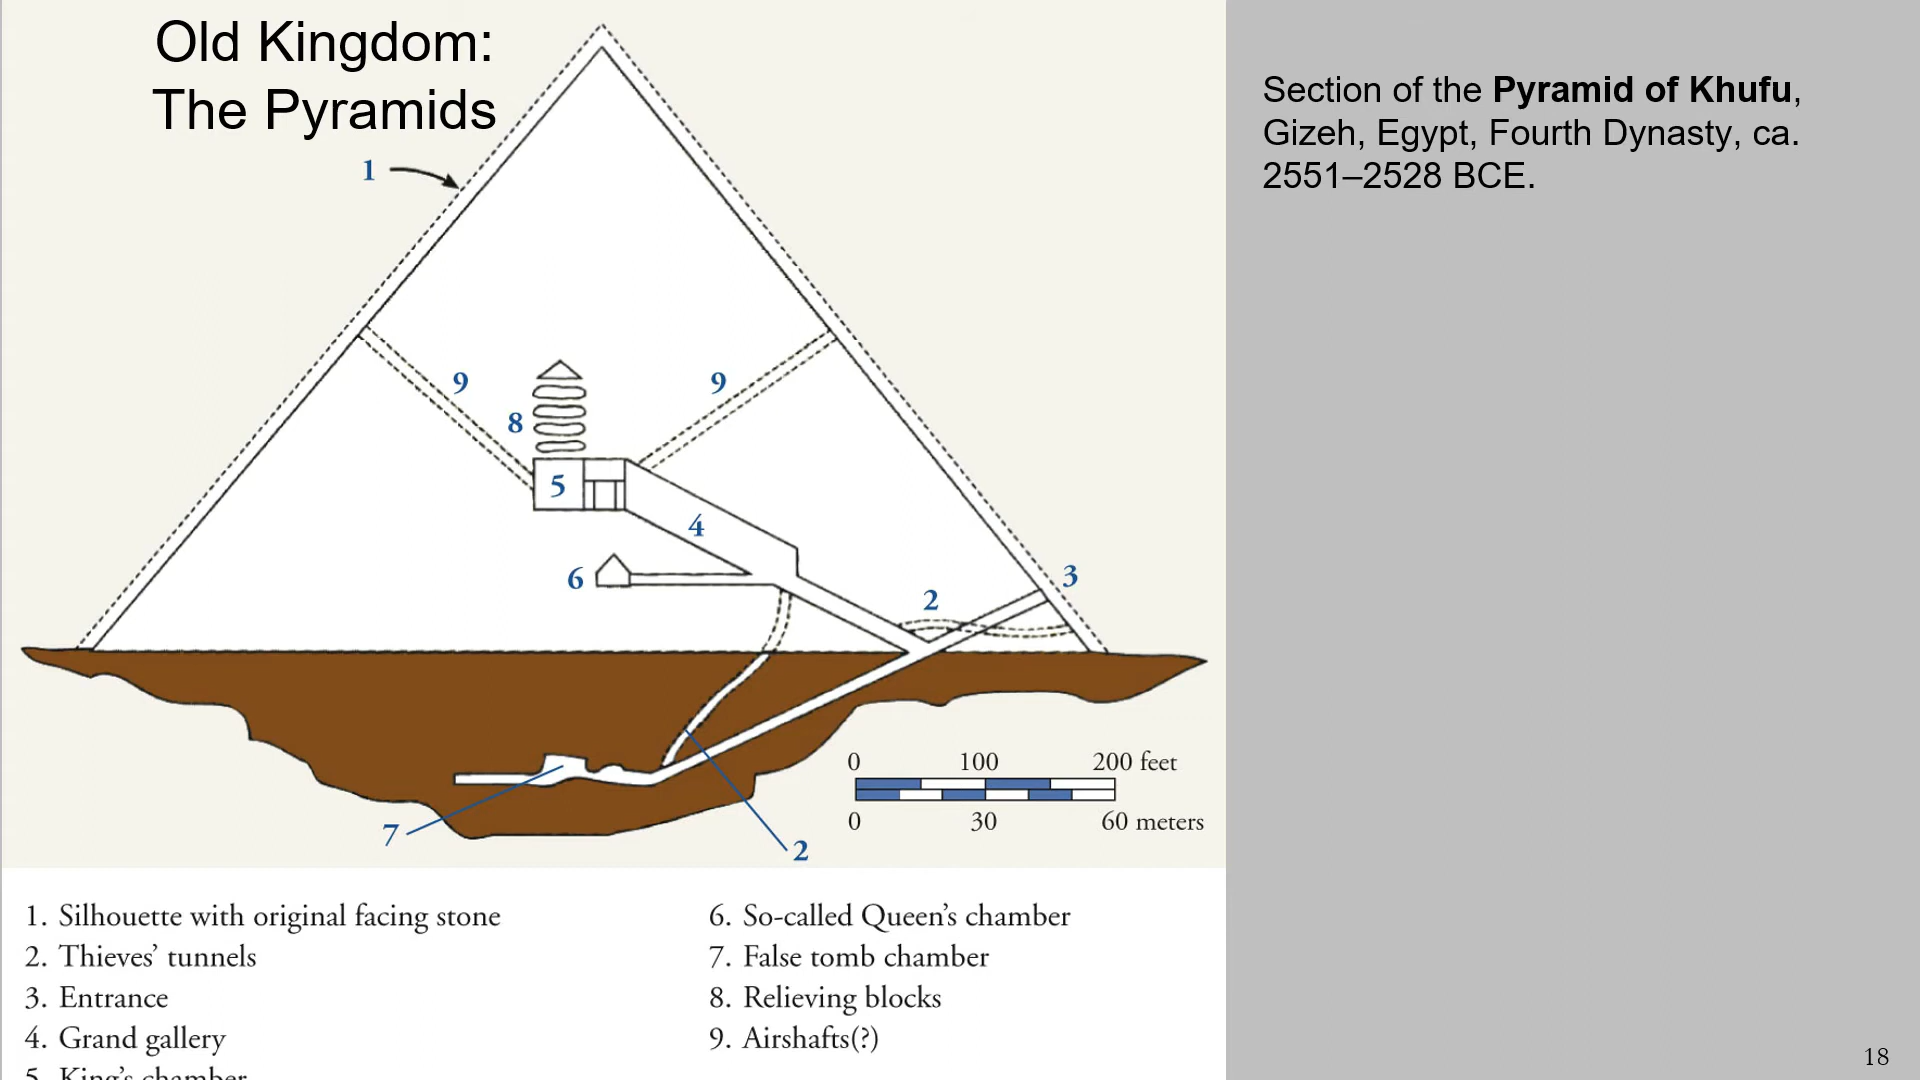 Old Kingdom:
The Pyramids
Section of the Pyramid of Khufu,
Gizeh, Egypt, Fourth Dynasty, ca.
2551–2528 BCE.
1
9
9
8
5
4
6
3
2
7
2
0 100 200 feet
0 30 60 meters
1. Silhouette with original facing stone
2. Thieves’ tunnels
3. Entrance
4. Grand gallery
5. King’s chamber
6. So-called Queen’s chamber
7. False tomb chamber
8. Relieving blocks
9. Airshafts(?)
18